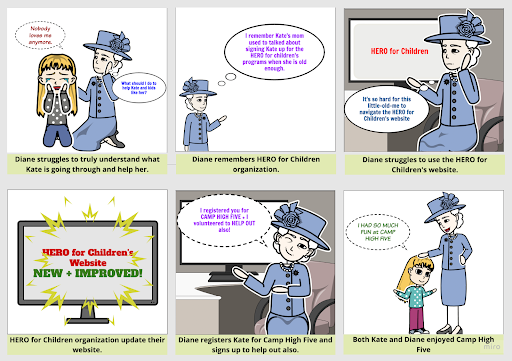 Nobody
loves me
anymore.
What should I do to
help Kate and kids
like her?
Diane struggles to truly understand what
Kate is going through and help her.
I remember Kate's mom
used to talked about
signing Kate up for the
HERO for children's
programs when she is old
enough.
Diane remembers HERO for Children
organization.
HERO for Children
It's so hard for this
little-old-me to
navigate the HERO for
Children's website
Diane struggles to use the HERO for
Children's website.
HERO for Children's
Website
NEW + IMPROVED!
HERO for Children organization update their
website.
I registered you for
CAMP HIGH FIVE + I
volunteered to HELP OUT
also!
Diane registers Kate for Camp High Five and
signs up to help out also.
I HAD SO MUCH
FUN at CAMP
HIGH FIVE
Both Kate and Diane enjoyed Camp High
Five
miro